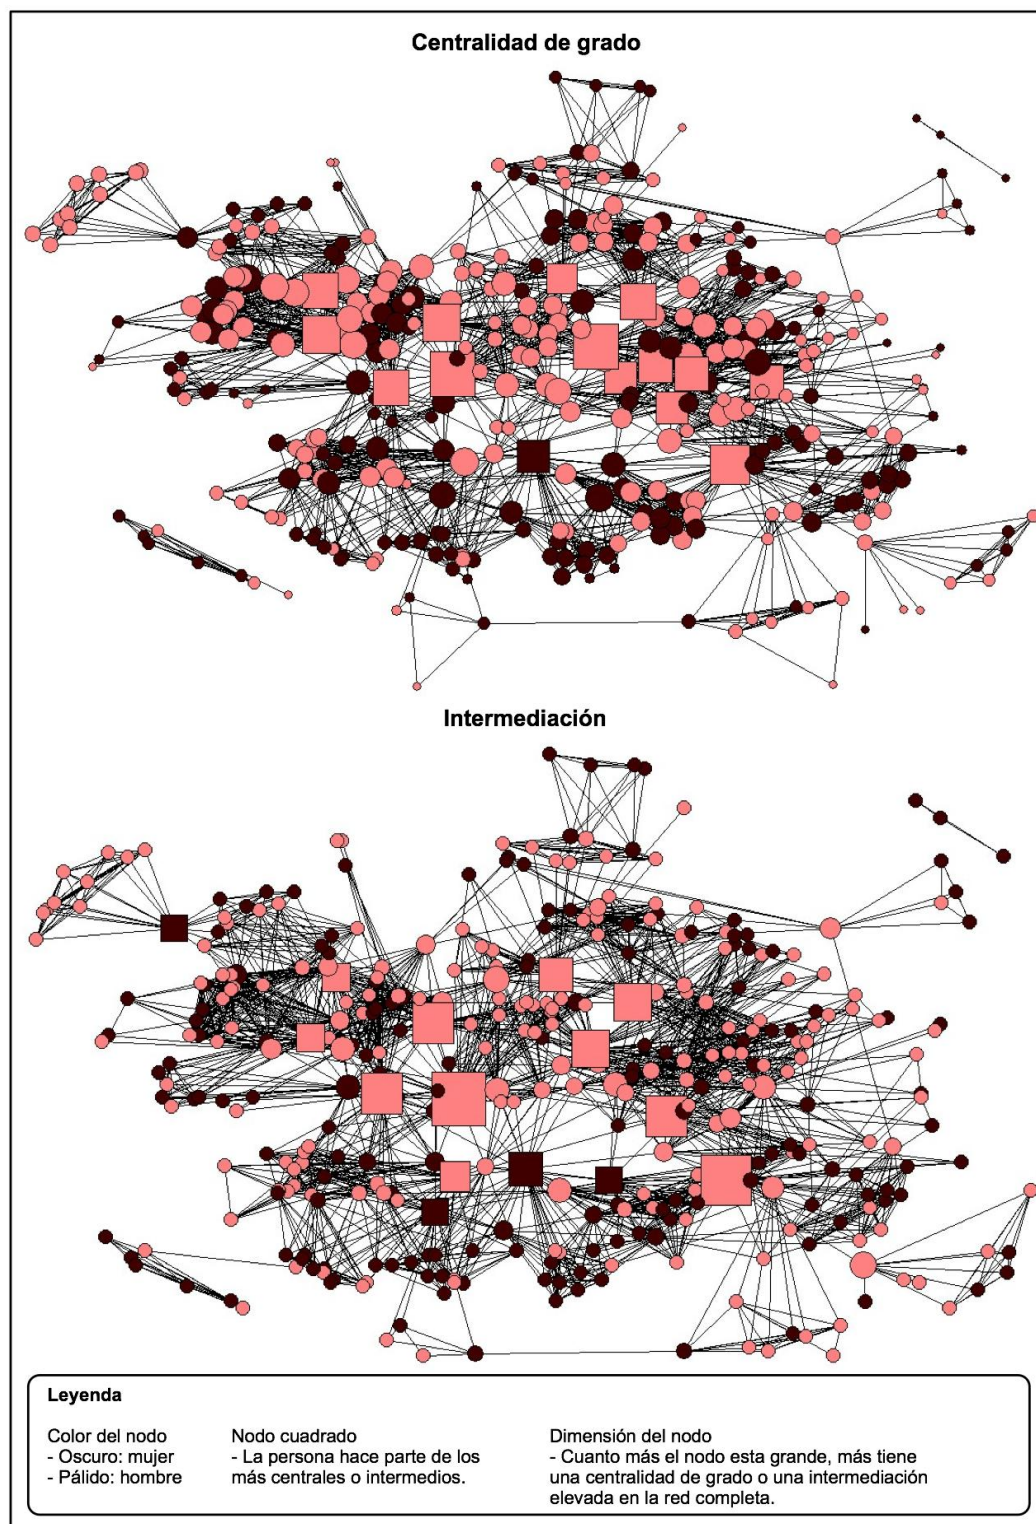 Centralidad de grado
Intermediación
Leyenda
Color del nodo
- Oscuro: mujer
- Pálido: hombre
Nodo cuadrado
- La persona hace parte de los
más centrales o intermedios.
Dimensión del nodo
- Cuanto más el nodo esta grande, más tiene
una centralidad de grado o una intermediación
elevada en la red completa.